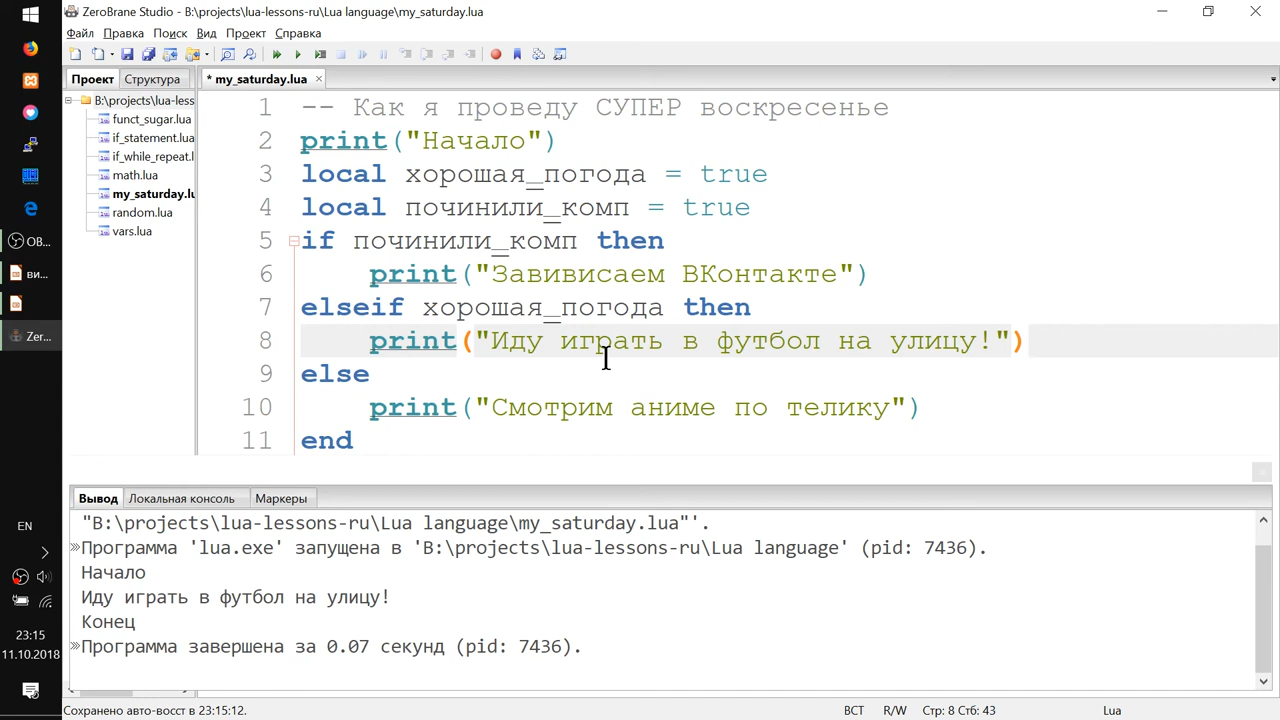 ZeroBrane Studio - B:\projects\lua-lessons-ru\Lua language\my_saturday.lua
Файл Правка Поиск Вид Проект Справка
Проект Структура
* my_saturday.lua
B:\projects\lua-less
funct_sugar.lua
if_statement.lua
if_while_repeat.l
math.lua
my_saturday.lu
random.lua
vars.lua
1 -- Как я проведу СУПЕР воскресенье
2 print("Начало")
3 local хорошая_погода = true
4 local починили_комп = true
5 if починили_комп then
6 print("Завивисаем ВКонтакте")
7 elseif хорошая_погода then
8 print("Иду играть в футбол на улицу!")
9 else
10 print("Смотрим аниме по телику")
11 end
Вывод Локальная консоль Маркеры
"B:\projects\lua-lessons-ru\Lua language\my_saturday.lua"'.
Программа 'lua.exe' запущена в 'B:\projects\lua-lessons-ru\Lua language' (pid: 7436).
Начало
Иду играть в футбол на улицу!
Конец
Программа завершена за 0.07 секунд (pid: 7436).
Сохранено авто-восст в 23:15:12.
ВСТ R/W Стр: 8 Стб: 43 Lua
OB...
ви...
Zer...
EN
23:15
11.10.2018